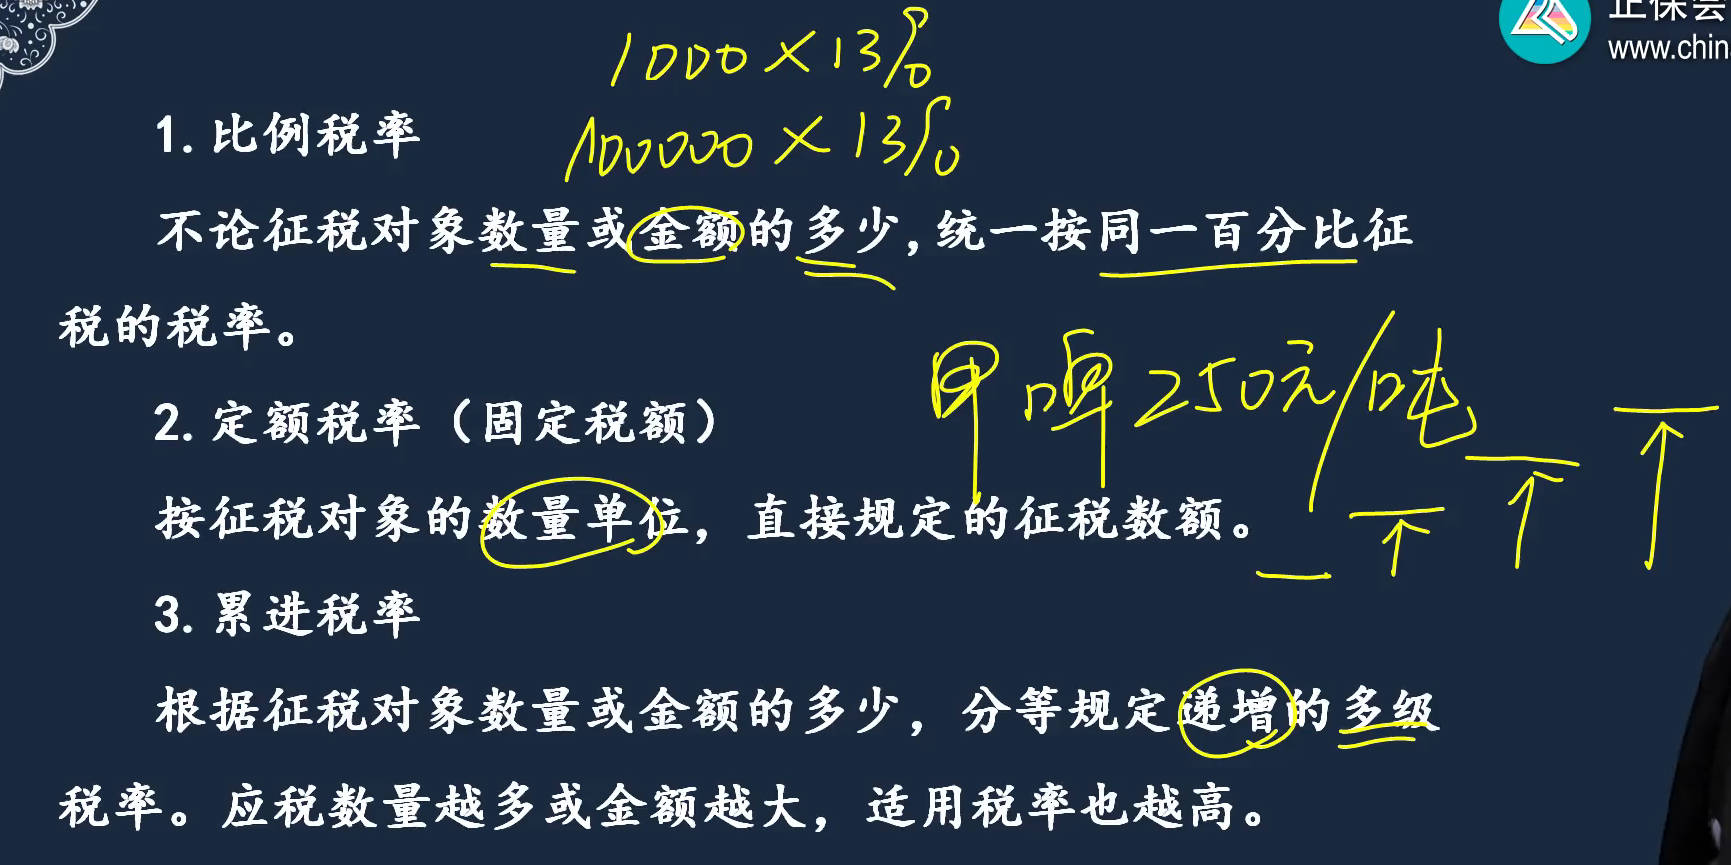 正保会
www.chin
1000×13%
1.比例税率
100000×13%
不论征税对象数量或金额的多少,统一按同一百分比征
税的税率。
甲啤250元/吨
2.定额税率（固定税额）
按征税对象的数量单位，直接规定的征税数额。
3.累进税率
根据征税对象数量或金额的多少，分等规定递增的多级
税率。应税数量越多或金额越大，适用税率也越高。